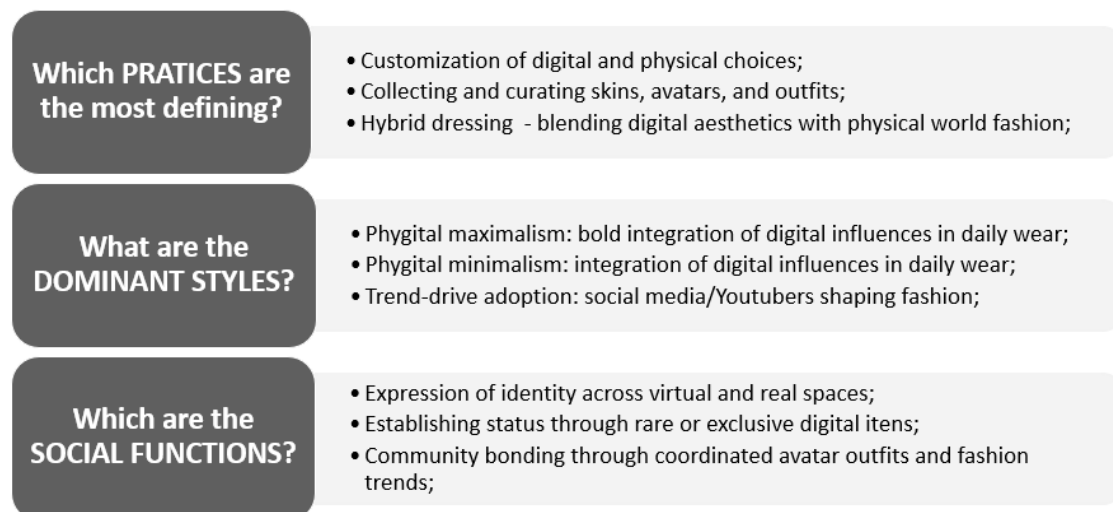 Which PRATICES are
the most defining?
• Customization of digital and physical choices;
• Collecting and curating skins, avatars, and outfits;
• Hybrid dressing - blending digital aesthetics with physical world fashion;
What are the
DOMINANT STYLES?
• Phygital maximalism: bold integration of digital influences in daily wear;
• Phygital minimalism: integration of digital influences in daily wear;
• Trend-drive adoption: social media/Youtubers shaping fashion;
Which are the
SOCIAL FUNCTIONS?
• Expression of identity across virtual and real spaces;
• Establishing status through rare or exclusive digital itens;
• Community bonding through coordinated avatar outfits and fashion
trends;